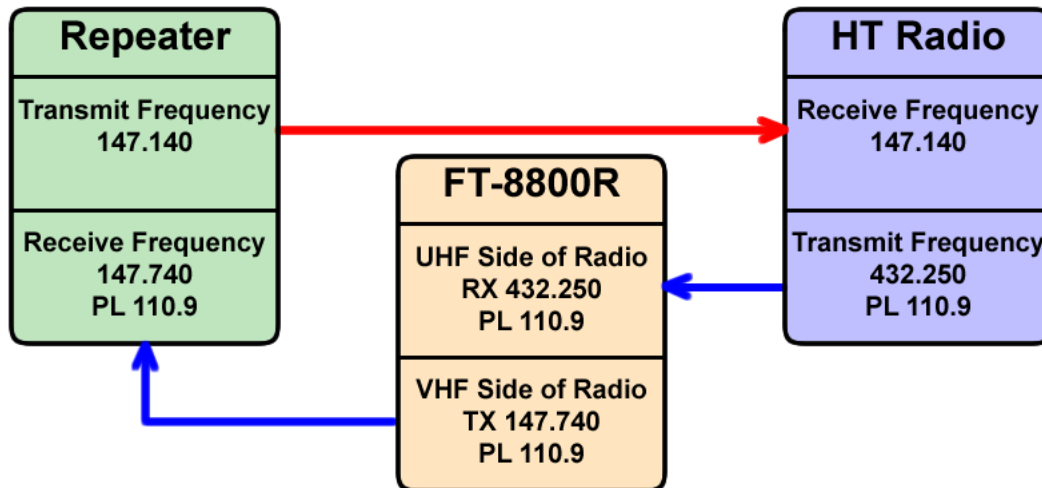 Repeater
Transmit Frequency
147.140
Receive Frequency
147.740
PL 110.9
FT-8800R
UHF Side of Radio
RX 432.250
PL 110.9
VHF Side of Radio
TX 147.740
PL 110.9
HT Radio
Receive Frequency
147.140
Transmit Frequency
432.250
PL 110.9